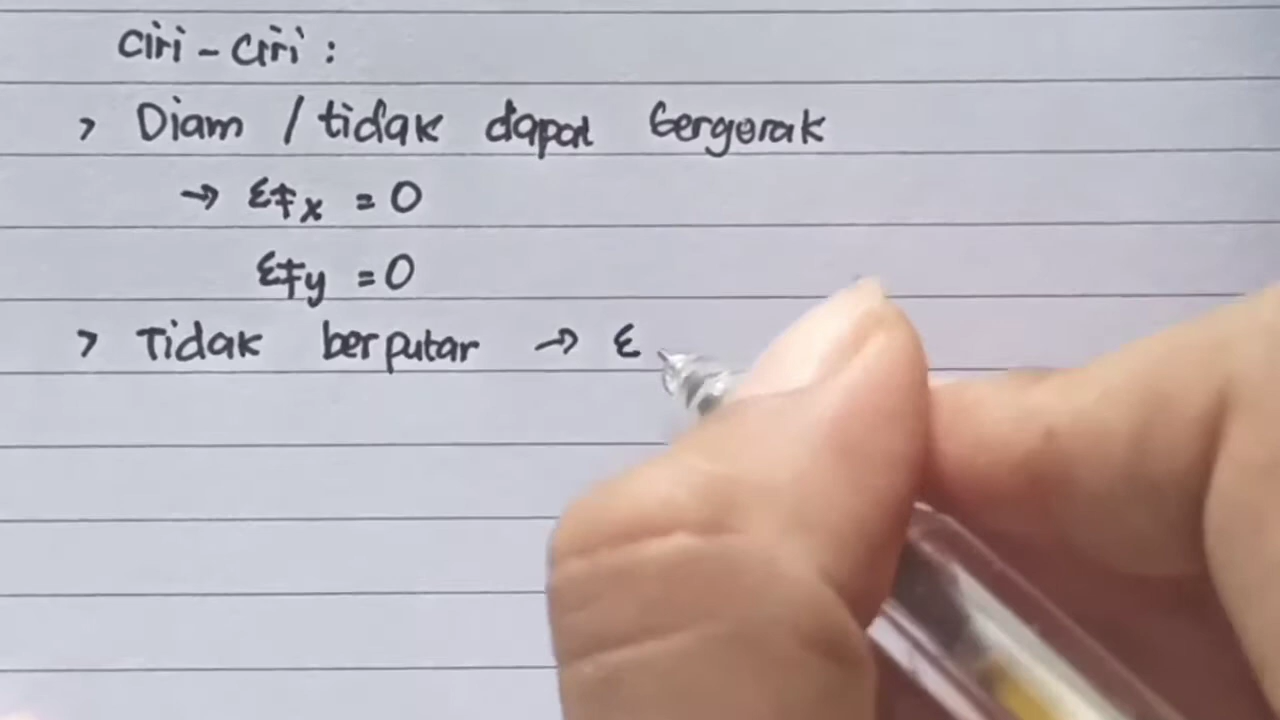 Ciri-Ciri:
> Diam / tidak dapat bergerak
→ ΣFx = 0
ΣFy = 0
> Tidak berputar → Σ